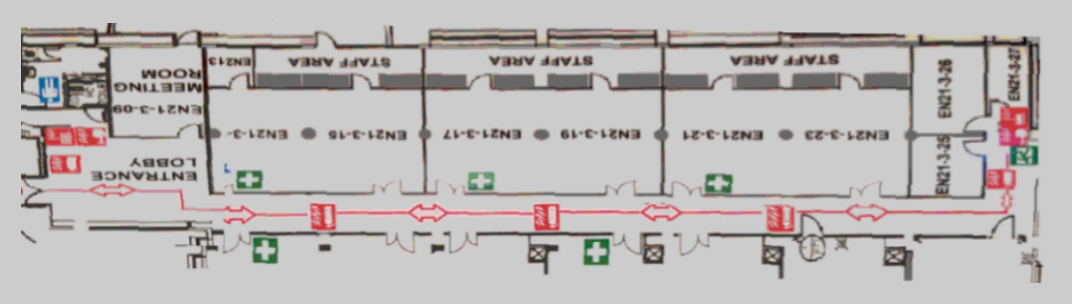 EN213
STAFF AREA
STAFF AREA
STAFF AREA
MEETING
ROOM
EN21-3-09
EN21-3-
EN21-3-15
EN21-3-17
EN21-3-19
EN21-3-21
EN21-3-23
EN21-3-26
EN21-3-27
EN21-3-25
ENTRANCE
LOBBY